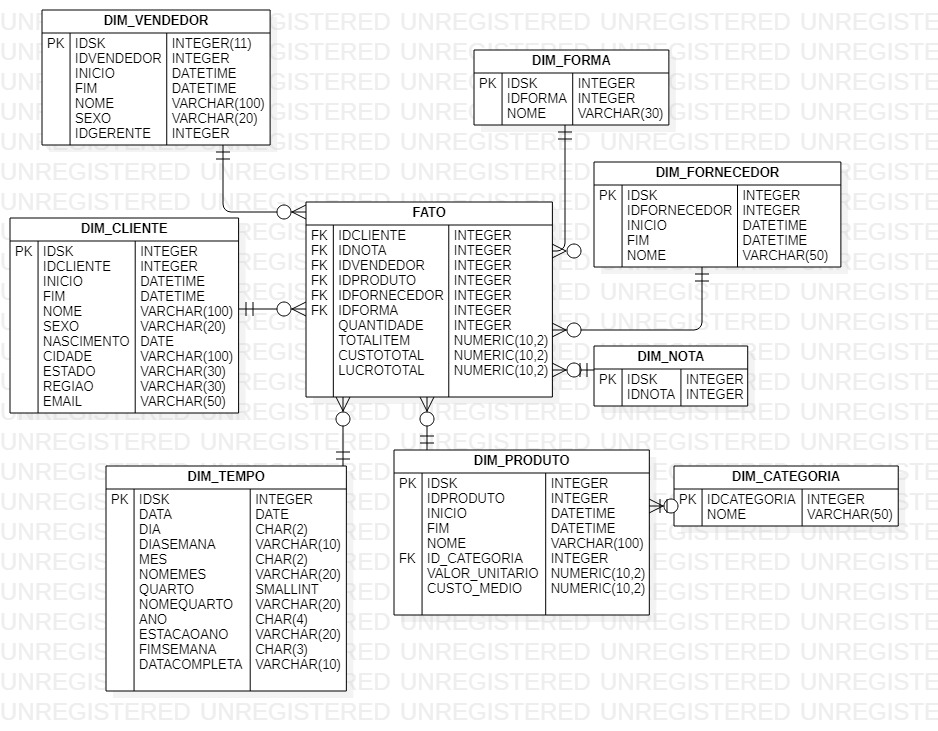 DIM_VENDEDOR
PK IDSK INTEGER(11)
IDVENDEDOR INTEGER
INICIO DATETIME
FIM DATETIME
NOME VARCHAR(100)
SEXO VARCHAR(20)
IDGERENTE INTEGER
DIM_FORMA
PK IDSK INTEGER
IDFORMA INTEGER
NOME VARCHAR(30)
DIM_FORNECEDOR
PK IDSK INTEGER
IDFORNECEDOR INTEGER
INICIO DATETIME
FIM DATETIME
NOME VARCHAR(50)
DIM_CLIENTE
PK IDSK INTEGER
IDCLIENTE INTEGER
INICIO DATETIME
FIM DATETIME
NOME VARCHAR(100)
SEXO VARCHAR(20)
NASCIMENTO DATE
CIDADE VARCHAR(100)
ESTADO VARCHAR(30)
REGIAO VARCHAR(30)
EMAIL VARCHAR(50)
FATO
FK IDCLIENTE INTEGER
FK IDNOTA INTEGER
FK IDVENDEDOR INTEGER
FK IDPRODUTO INTEGER
FK IDFORNECEDOR INTEGER
FK IDFORMA INTEGER
QUANTIDADE INTEGER
TOTALITEM NUMERIC(10,2)
CUSTOTOTAL NUMERIC(10,2)
LUCROTOTAL NUMERIC(10,2)
DIM_NOTA
PK IDSK INTEGER
IDNOTA INTEGER
DIM_TEMPO
PK IDSK INTEGER
DATA DATE
DIA CHAR(2)
DIASEMANA VARCHAR(10)
MES CHAR(2)
NOMEMES VARCHAR(20)
QUARTO SMALLINT
NOMEQUARTO VARCHAR(20)
ANO CHAR(4)
ESTACAOANO VARCHAR(20)
FIMSEMANA CHAR(3)
DATACOMPLETA VARCHAR(10)
DIM_PRODUTO
PK IDSK INTEGER
IDPRODUTO INTEGER
INICIO DATETIME
FIM DATETIME
NOME VARCHAR(100)
FK ID_CATEGORIA INTEGER
VALOR_UNITARIO NUMERIC(10,2)
CUSTO_MEDIO NUMERIC(10,2)
DIM_CATEGORIA
PK IDCATEGORIA INTEGER
NOME VARCHAR(50)